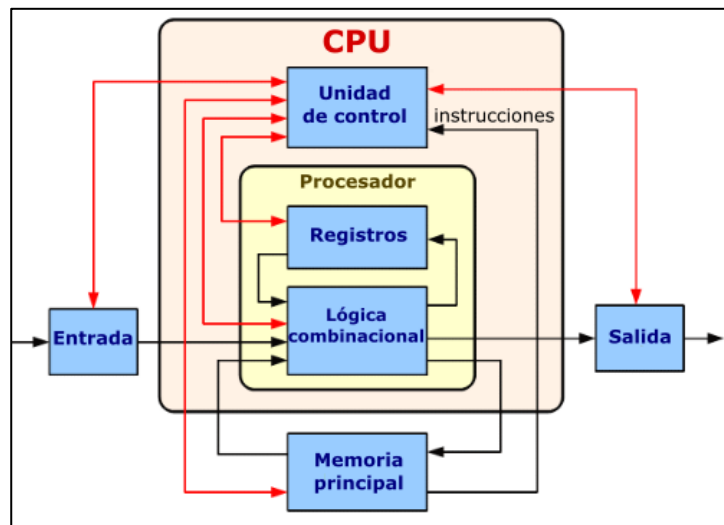 CPU
Unidad
de control
instrucciones
Procesador
Registros
Entrada
Lógica
combinacional
Salida
Memoria
principal